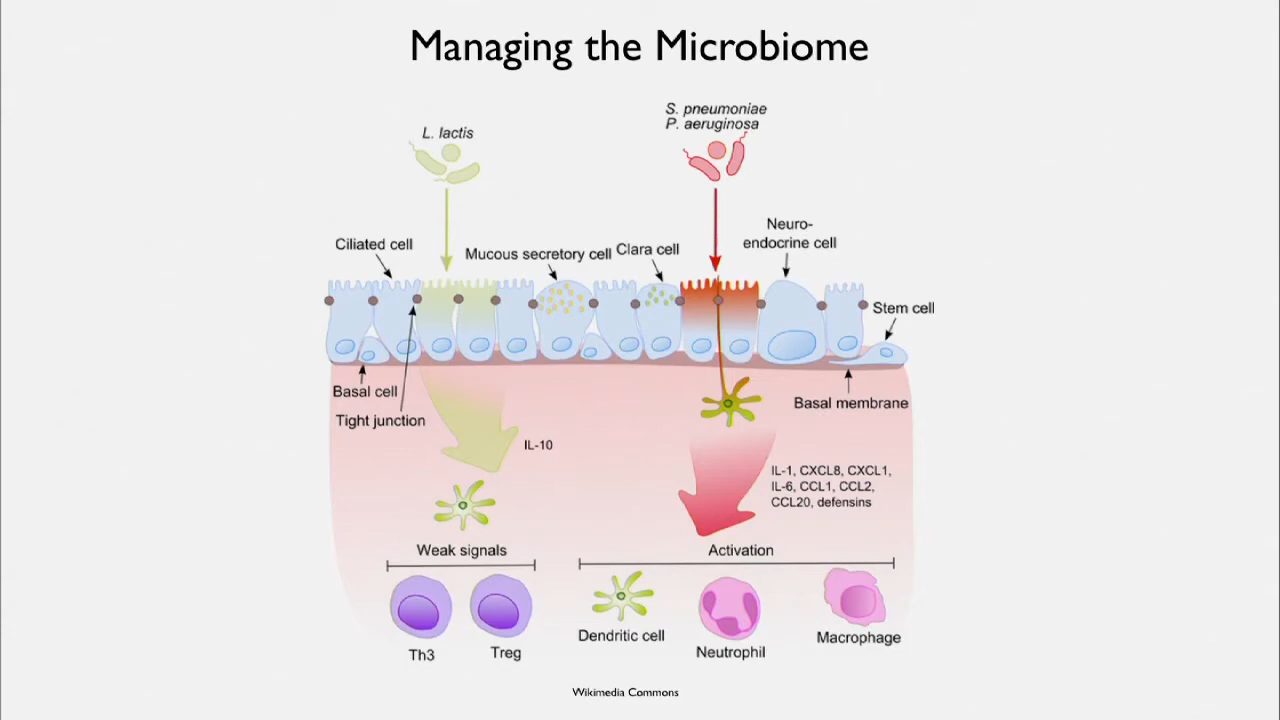 Managing the Microbiome
S. pneumoniae
P. aeruginosa
L. lactis
Neuro-
endocrine cell
Ciliated cell
Mucous secretory cell
Clara cell
Stem cell
Basal cell
Tight junction
Basal membrane
IL-10
IL-1, CXCL8, CXCL1,
IL-6, CCL1, CCL2,
CCL20, defensins
Weak signals
Activation
Th3
Treg
Dendritic cell
Neutrophil
Macrophage
Wikimedia Commons